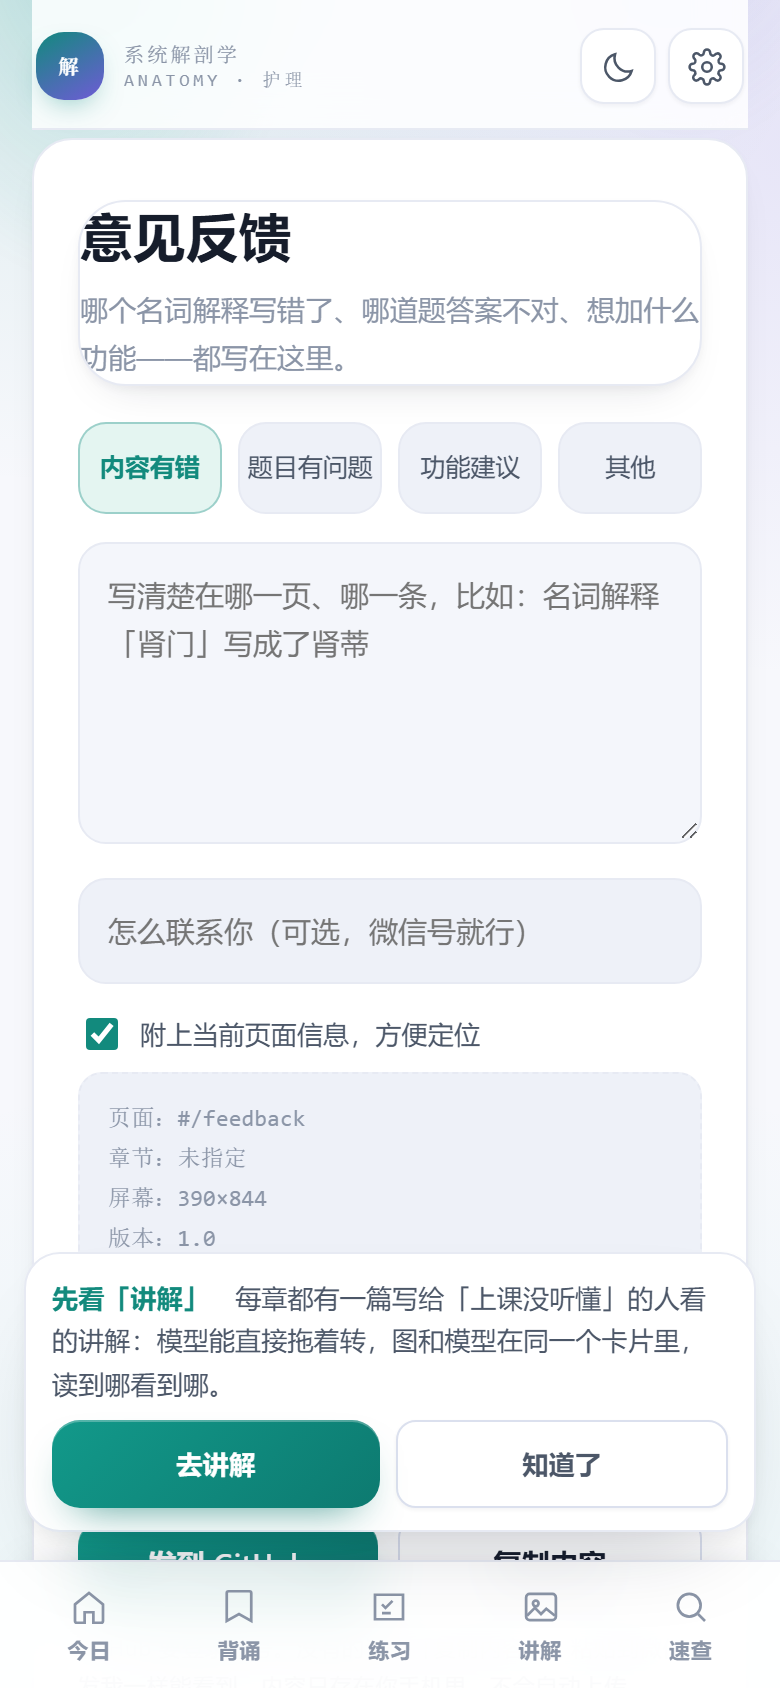 解
系统解剖学
ANATOMY · 护理
意见反馈
哪个名词解释写错了、哪道题答案不对、想加什么
功能——都写在这里。
内容有错
题目有问题
功能建议
其他
写清楚在哪一页、哪一条，比如：名词解释
「肾门」写成了肾蒂
怎么联系你（可选，微信号就行）
附上当前页面信息，方便定位
页面：#/feedback
章节：未指定
屏幕：390×844
版本：1.0
先看「讲解」 每章都有一篇写给「上课没听懂」的人看
的讲解：模型能直接拖着转，图和模型在同一个卡片里，
读到哪看到哪。
去讲解
知道了
发到 GitHub
复制内容
今日
背诵
练习
讲解
速查